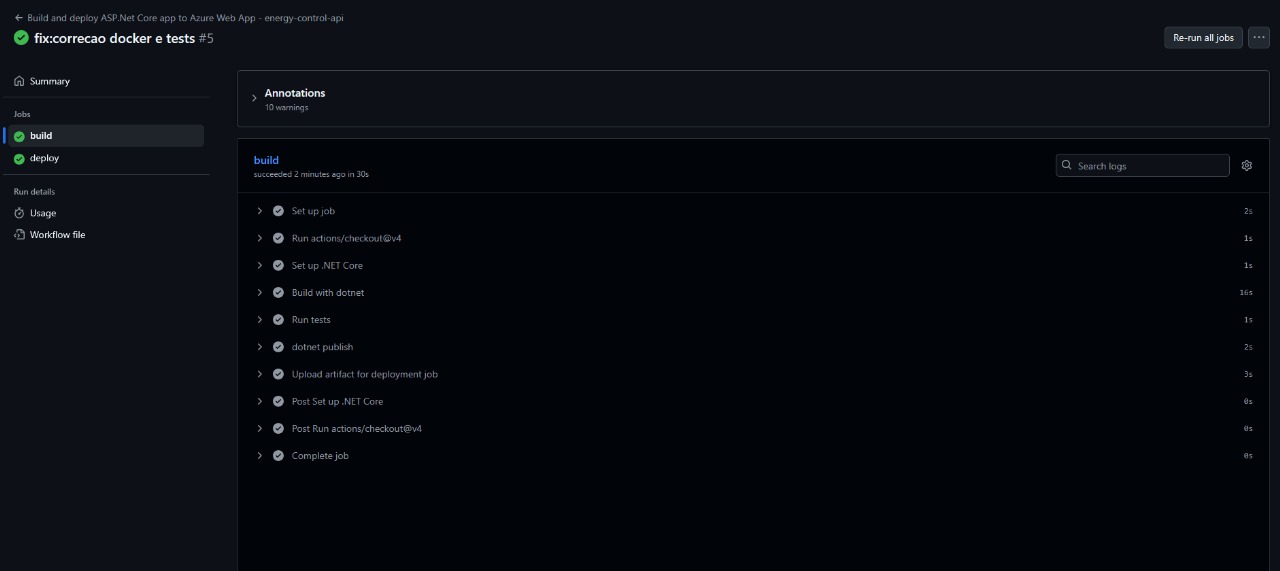 ← Build and deploy ASP.Net Core app to Azure Web App - energy-control-api
fix:correcao docker e tests #5
Re-run all jobs
...
Summary
Jobs
build
deploy
Run details
Usage
Workflow file
Annotations
10 warnings
build
succeeded 2 minutes ago in 30s
Search logs
Set up job 2s
Run actions/checkout@v4 1s
Set up .NET Core 1s
Build with dotnet 16s
Run tests 1s
dotnet publish 2s
Upload artifact for deployment job 3s
Post Set up .NET Core 0s
Post Run actions/checkout@v4 0s
Complete job 0s